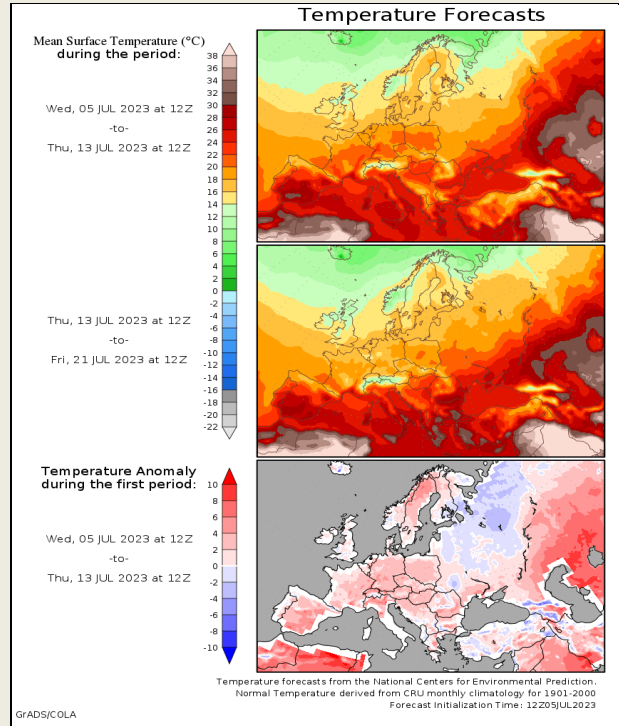 Temperature Forecasts
Mean Surface Temperature (°C)
during the period:
Wed, 05 JUL 2023 at 12Z
-to-
Thu, 13 JUL 2023 at 12Z
38
36
34
32
30
28
26
24
22
20
18
16
14
12
10
8
6
4
2
0
-2
-4
-6
-8
-10
-12
-14
-16
-18
-20
-22
Thu, 13 JUL 2023 at 12Z
-to-
Fri, 21 JUL 2023 at 12Z
Temperature Anomaly
during the first period:
Wed, 05 JUL 2023 at 12Z
-to-
Thu, 13 JUL 2023 at 12Z
10
8
6
4
2
0
-2
-4
-6
-8
-10
Temperature forecasts from the National Centers for Environmental Prediction.
Normal Temperature derived from CRU monthly climatology for 1901-2000
Forecast Initialization Time: 12Z05JUL2023
GrADS/COLA